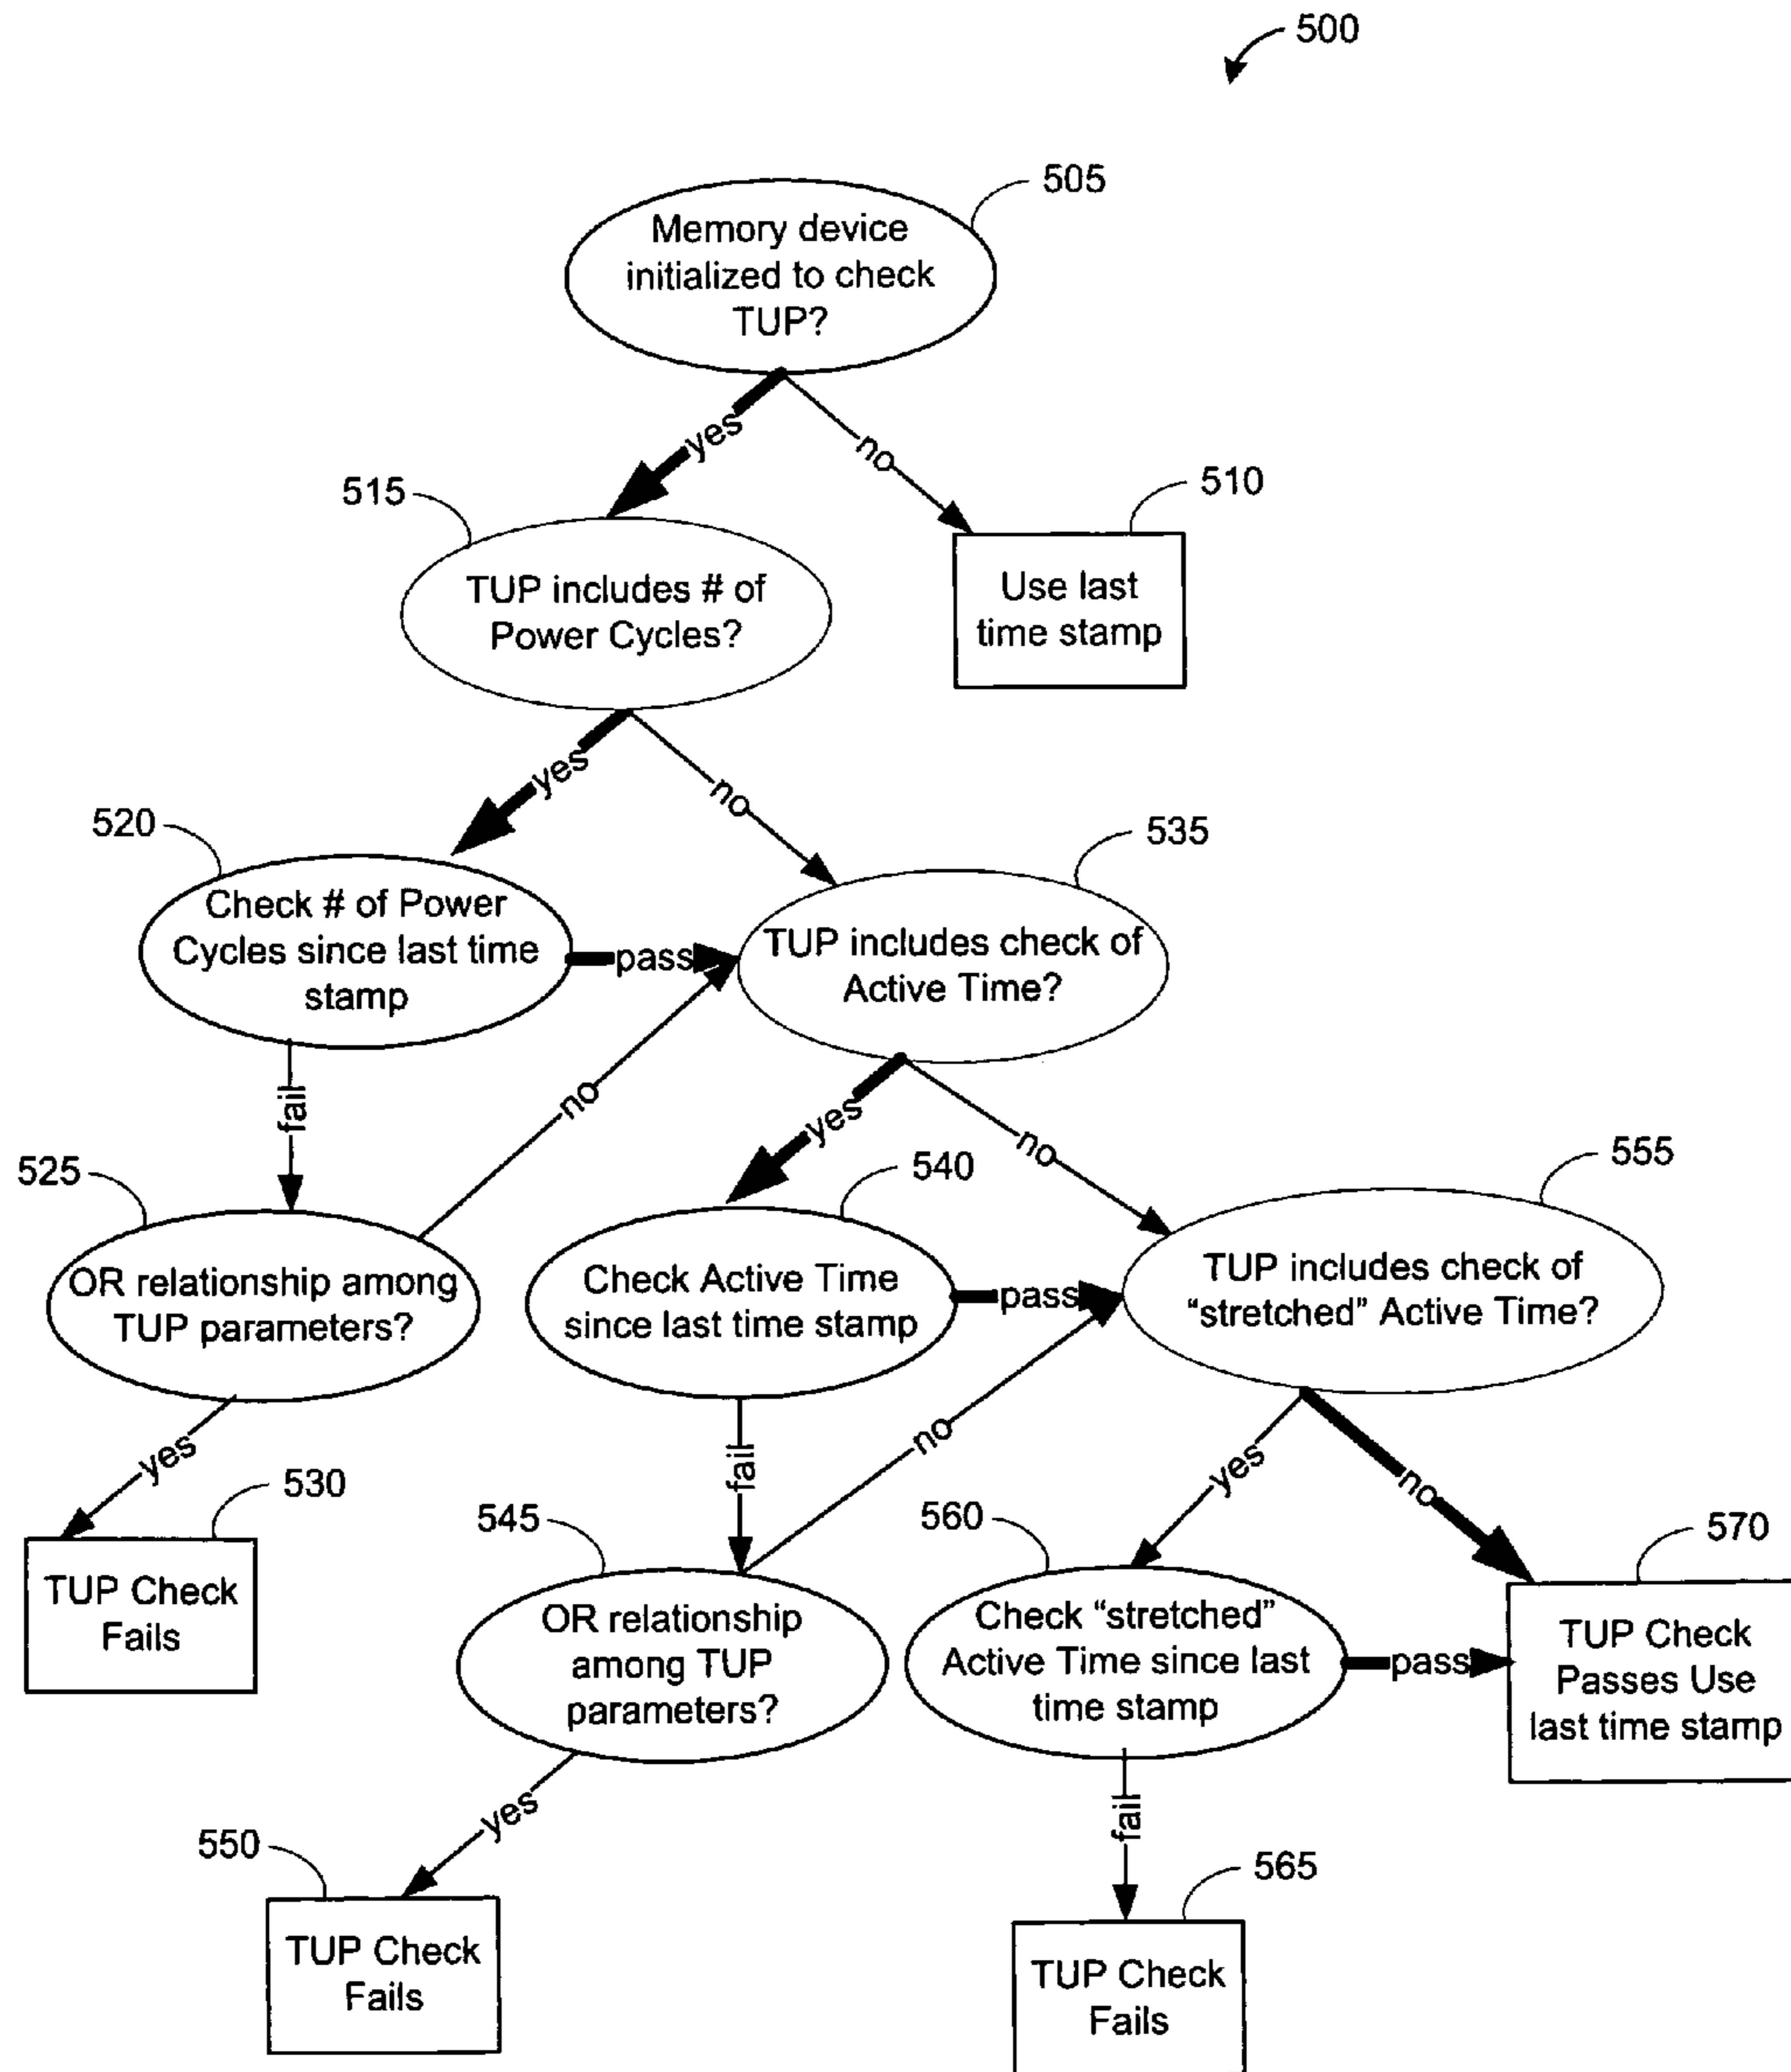 500
505
Memory device
initialized to check
TUP?
yes
no
515
510
TUP includes # of
Power Cycles?
Use last
time stamp
yes
no
520
535
Check # of Power
Cycles since last time
stamp
pass
TUP includes check of
Active Time?
fail
no
yes
no
525
540
555
OR relationship among
TUP parameters?
Check Active Time
since last time stamp
pass
TUP includes check of
“stretched” Active Time?
yes
fail
no
yes
no
530
545
560
570
TUP Check
Fails
OR relationship
among TUP
parameters?
Check “stretched”
Active Time since last
time stamp
pass
TUP Check
Passes Use
last time stamp
yes
fail
550
565
TUP Check
Fails
TUP Check
Fails